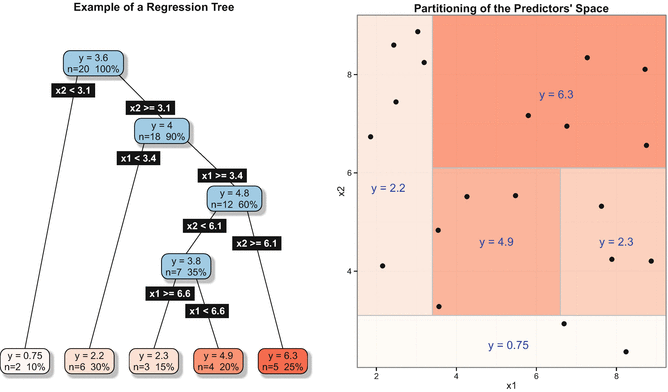 Example of a Regression Tree
y = 3.6
n=20 100%
x2 < 3.1
x2 >= 3.1
y = 4
n=18 90%
x1 < 3.4
x1 >= 3.4
y = 4.8
n=12 60%
x2 < 6.1
x2 >= 6.1
y = 3.8
n=7 35%
x1 >= 6.6
x1 < 6.6
y = 0.75
n=2 10%
y = 2.2
n=6 30%
y = 2.3
n=3 15%
y = 4.9
n=4 20%
y = 6.3
n=5 25%
Partitioning of the Predictors' Space
8
y = 6.3
6
x2
y = 2.2
y = 4.9
y = 2.3
4
y = 0.75
2
4
6
8
x1